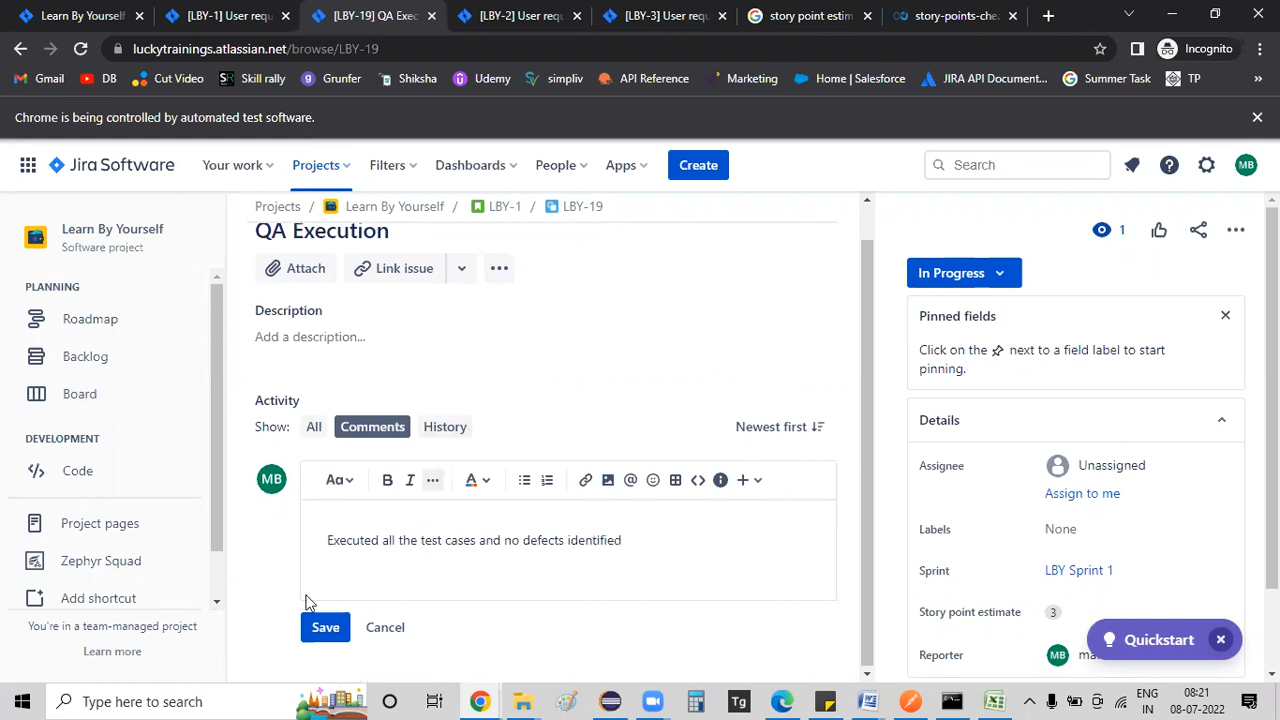 Learn By Yourself
[LBY-1] User requ
[LBY-19] QA Exec
[LBY-2] User requ
[LBY-3] User requ
story point estim
story-points-che
luckytrainings.atlassian.net/browse/LBY-19
Incognito
Gmail
DB
Cut Video
Skill rally
Grunfer
Shiksha
Udemy
simpliv
API Reference
Marketing
Home | Salesforce
JIRA API Document...
Summer Task
TP
»
Chrome is being controlled by automated test software.
Jira Software
Your work
Projects
Filters
Dashboards
People
Apps
Create
Search
MB
Learn By Yourself
Software project
PLANNING
Roadmap
Backlog
Board
DEVELOPMENT
Code
Project pages
Zephyr Squad
Add shortcut
You're in a team-managed project
Learn more
Projects / Learn By Yourself / LBY-1 / LBY-19
QA Execution
Attach
Link issue
Description
Add a description...
Activity
Show: All Comments History
Newest first
MB
Aa B I ... A
Executed all the test cases and no defects identified
Save
Cancel
1
In Progress
Pinned fields
Click on the next to a field label to start
pinning.
Details
Assignee
Unassigned
Assign to me
Labels
None
Sprint
LBY Sprint 1
Story point estimate
3
Quickstart
Reporter
MB
Type here to search
Tg
ENG
IN
08:21
08-07-2022